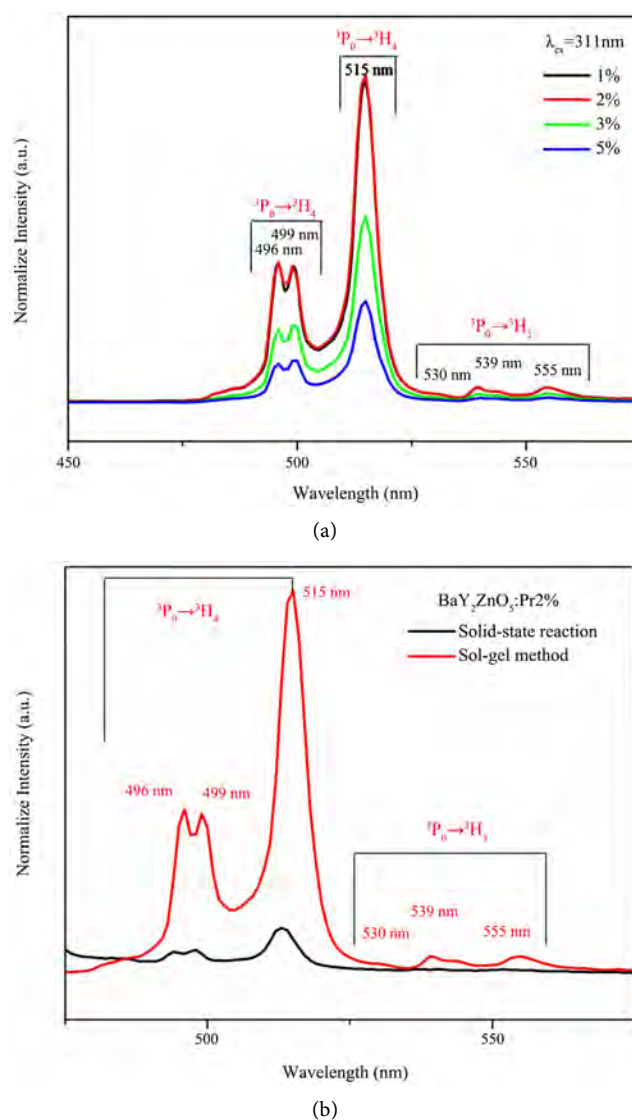 ³P₀→³H₄
λₑₓ=311nm
515 nm
1%
2%
3%
5%
³P₀→³H₄
499 nm
496 nm
³P₀→³H₅
539 nm
530 nm
555 nm
Normalize Intensity (a.u.)
450
500
550
Wavelength (nm)
(a)
³P₀→³H₄
515 nm
BaY₂ZnO₅:Pr2%
Solid-state reaction
Sol-gel method
496 nm
499 nm
³P₀→³H₅
539 nm
530 nm
555 nm
Normalize Intensity (a.u.)
500
550
Wavelength (nm)
(b)